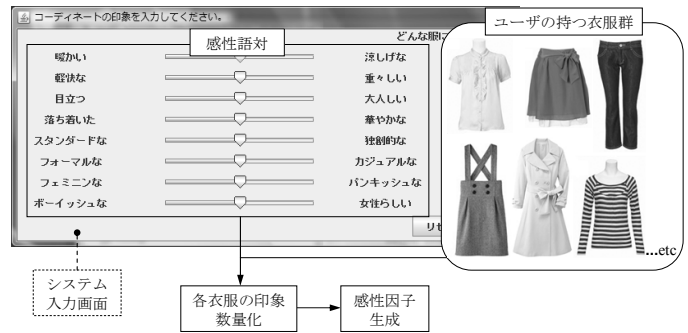 コーディネートの印象を入力してください。
ユーザの持つ衣服群
どんな服に
感性語対
暖かい 涼しげな
軽快な 重々しい
目立つ 大人しい
落ち着いた 華やかな
スタンダードな 独創的な
フォーマルな カジュアルな
フェミニンな パンキッシュな
ボーイッシュな 女性らしい
リセ
...etc
システム
入力画面
各衣服の印象
数量化
感性因子
生成